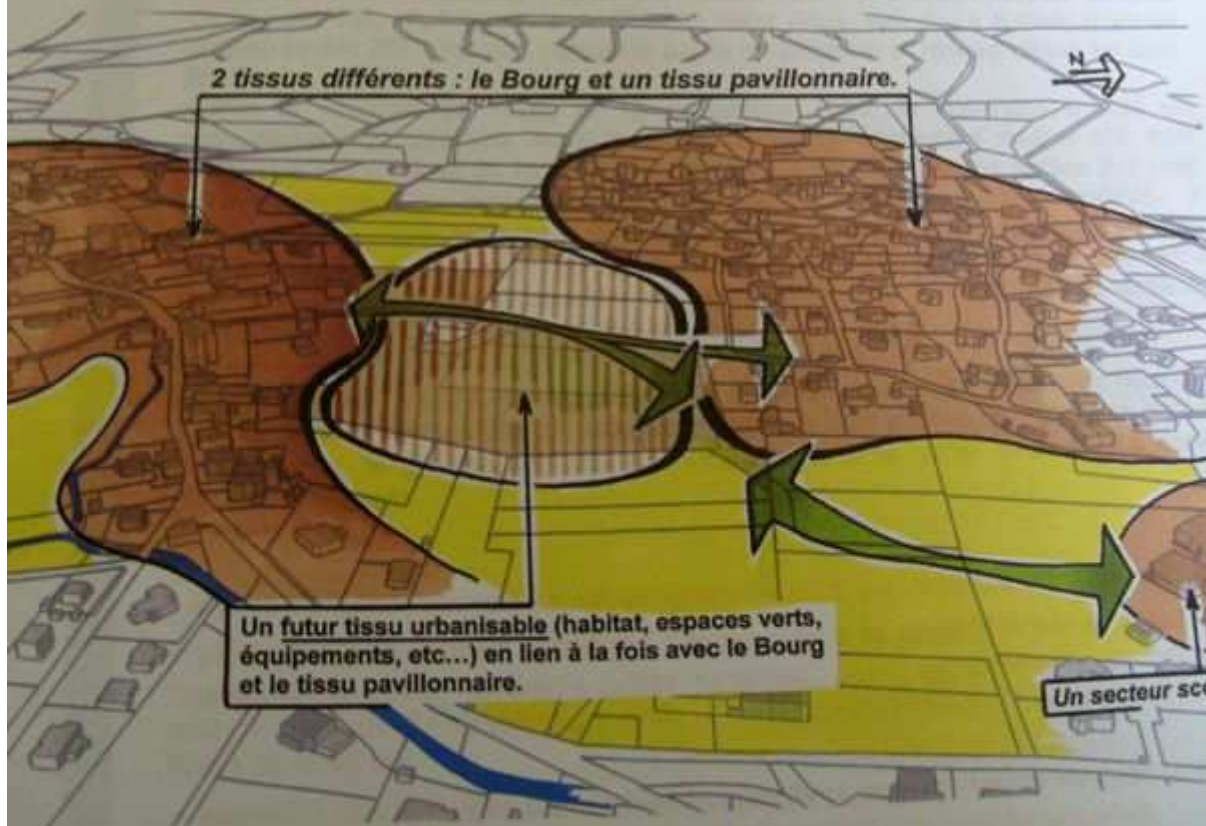 2 tissus différents : le Bourg et un tissu pavillonnaire.
N
Un futur tissu urbanisable (habitat, espaces verts,
équipements, etc...) en lien à la fois avec le Bourg
et le tissu pavillonnaire.
Un secteur sco